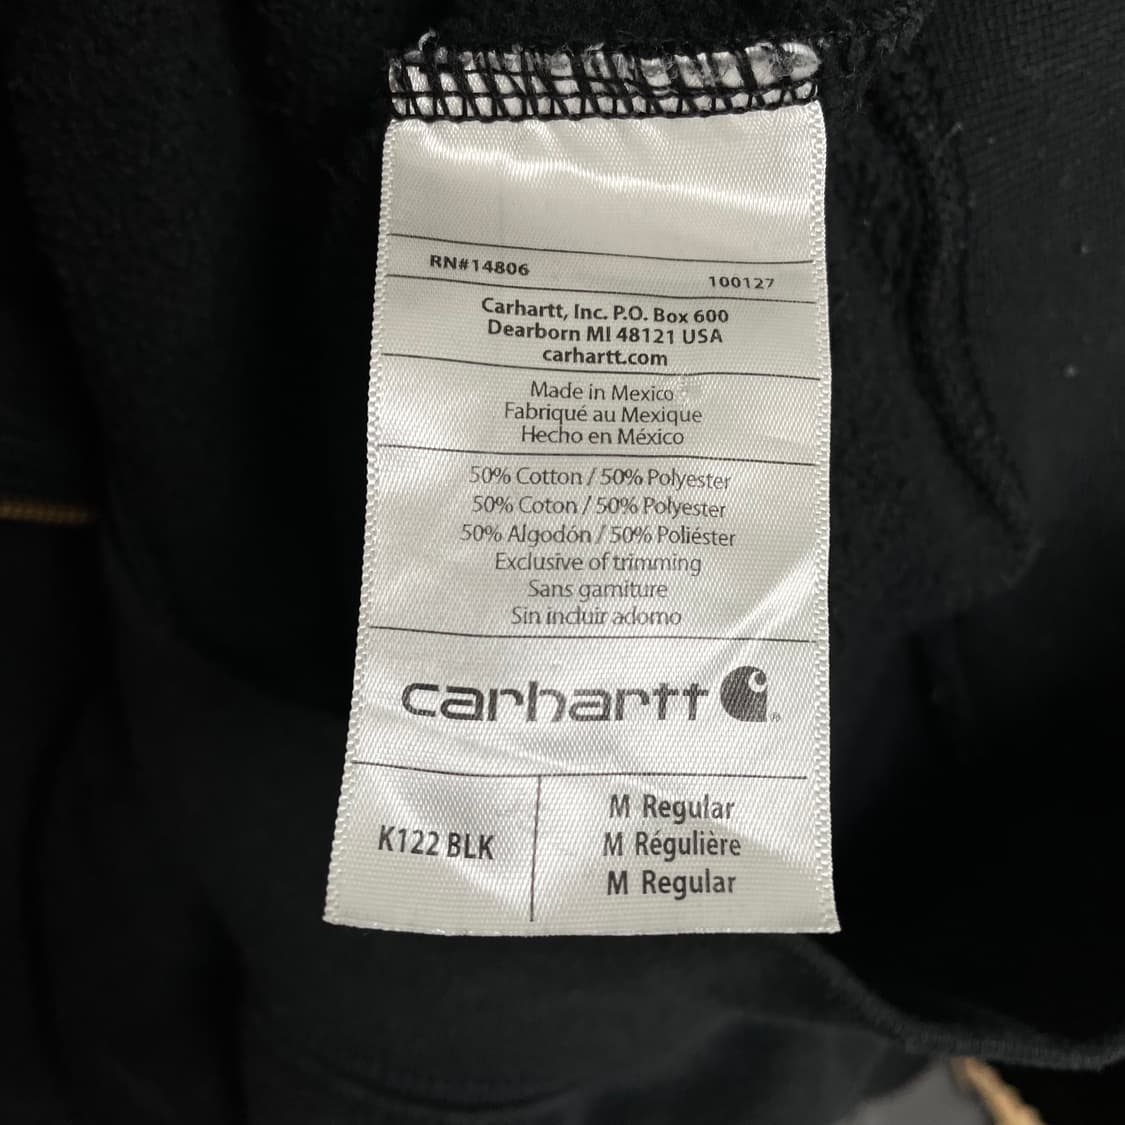 RN#14806 100127
Carhartt, Inc. P.O. Box 600
Dearborn MI 48121 USA
carhartt.com
Made in Mexico
Fabriqué au Mexique
Hecho en México
50% Cotton / 50% Polyester
50% Coton / 50% Polyester
50% Algodón / 50% Poliéster
Exclusive of trimming
Sans garniture
Sin incluir adorno
carhartt ®
K122 BLK
M Regular
M Régulière
M Regular